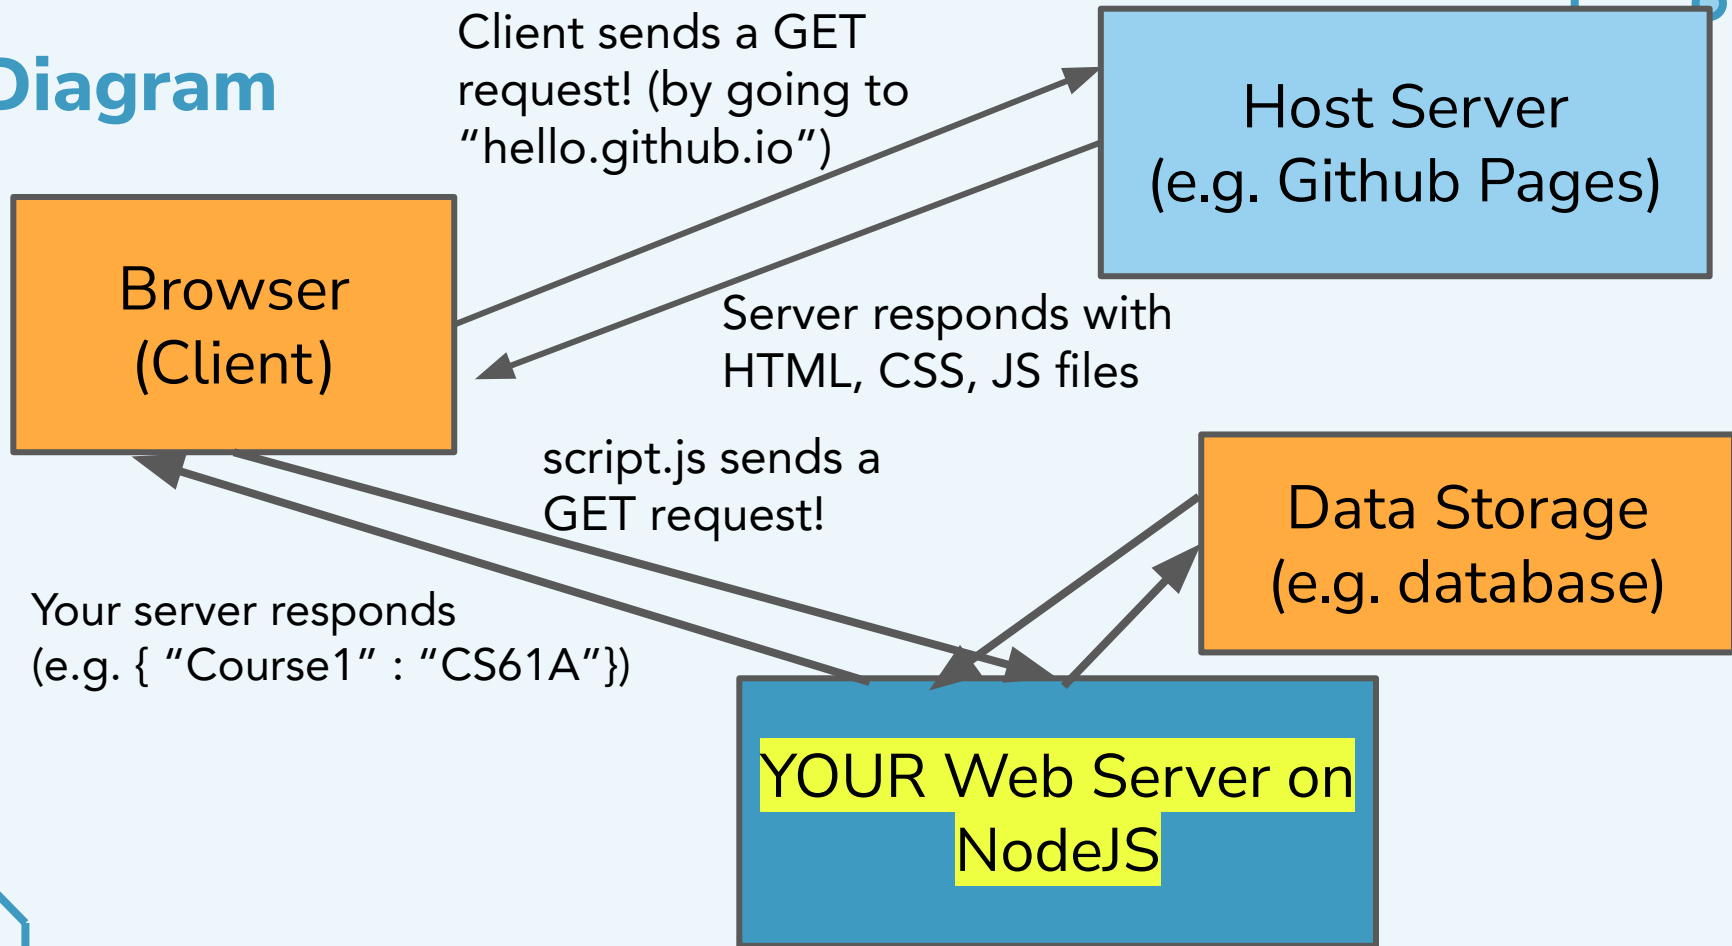 Diagram
Client sends a GET
request! (by going to
“hello.github.io”)
Host Server
(e.g. Github Pages)
Browser
(Client)
Server responds with
HTML, CSS, JS files
script.js sends a
GET request!
Data Storage
(e.g. database)
Your server responds
(e.g. { “Course1” : “CS61A”})
YOUR Web Server on
NodeJS